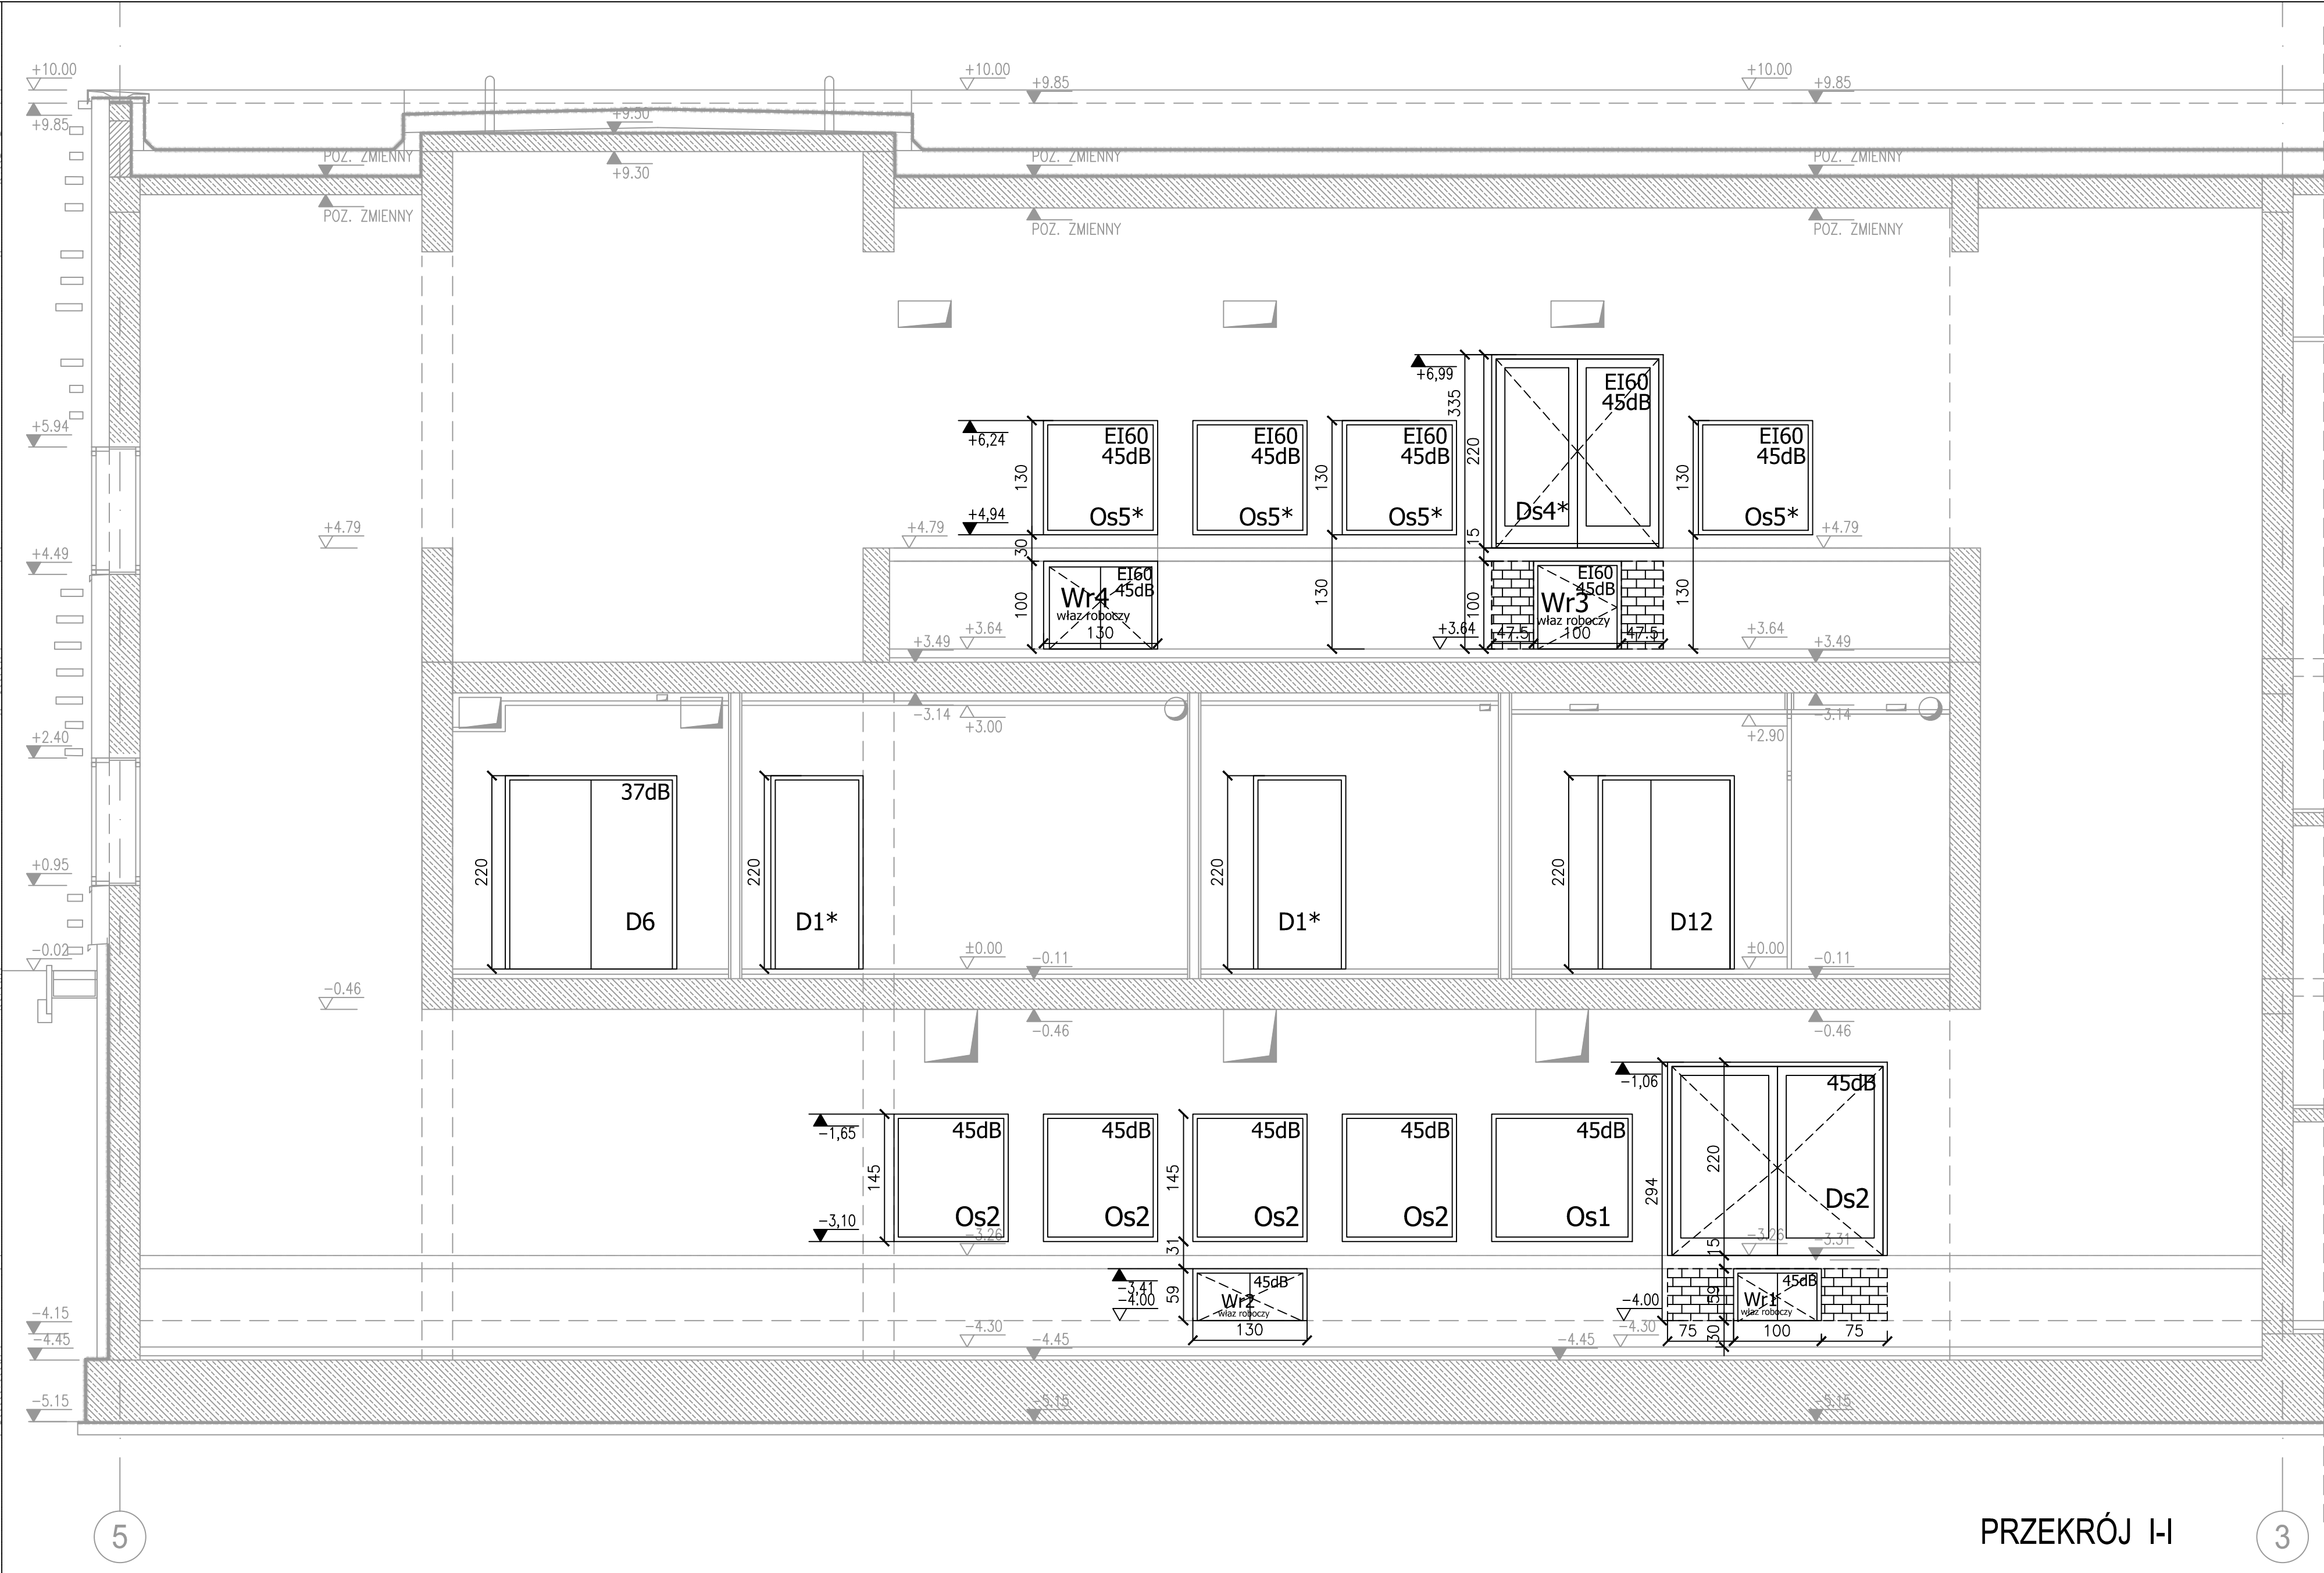 +10.00
+10.00
+9.85
+10.00
+9.85
+9.85
+9.50
POZ. ZMIENNY
POZ. ZMIENNY
POZ. ZMIENNY
+9.30
POZ. ZMIENNY
POZ. ZMIENNY
POZ. ZMIENNY
+6,99
335
EI60
45dB
220
Ds4*
+5.94
+6,24
130
EI60
45dB
Os5*
EI60
45dB
Os5*
130
EI60
45dB
Os5*
130
EI60
45dB
Os5*
+4,94
+4.79
+4.79
+4.79
30
15
+4.49
100
EI60
45dB
Wr4
właz roboczy
130
130
100
EI60
45dB
Wr3
właz roboczy
47.5
100
47.5
130
+3.64
+3.64
+3.64
+3.49
+3.49
-3.14
+3.00
-3.14
+2.90
+2.40
220
37dB
D6
220
D1*
220
D1*
220
D12
+0.95
±0.00
±0.00
-0.02
-0.11
-0.11
-0.46
-0.46
-0.46
-1,06
45dB
294
220
Ds2
-1,65
145
45dB
Os2
45dB
Os2
145
45dB
Os2
45dB
Os2
45dB
Os1
-3,10
-3.26
31
15
-3.26
-3.31
-3,41
-4.00
59
45dB
Wr2
właz roboczy
130
-4.00
59
45dB
Wr1
właz roboczy
75
30
100
75
-4.15
-4.30
-4.30
-4.45
-4.45
-4.45
-5.15
-5.15
-5.15
5
PRZEKRÓJ I-I
3